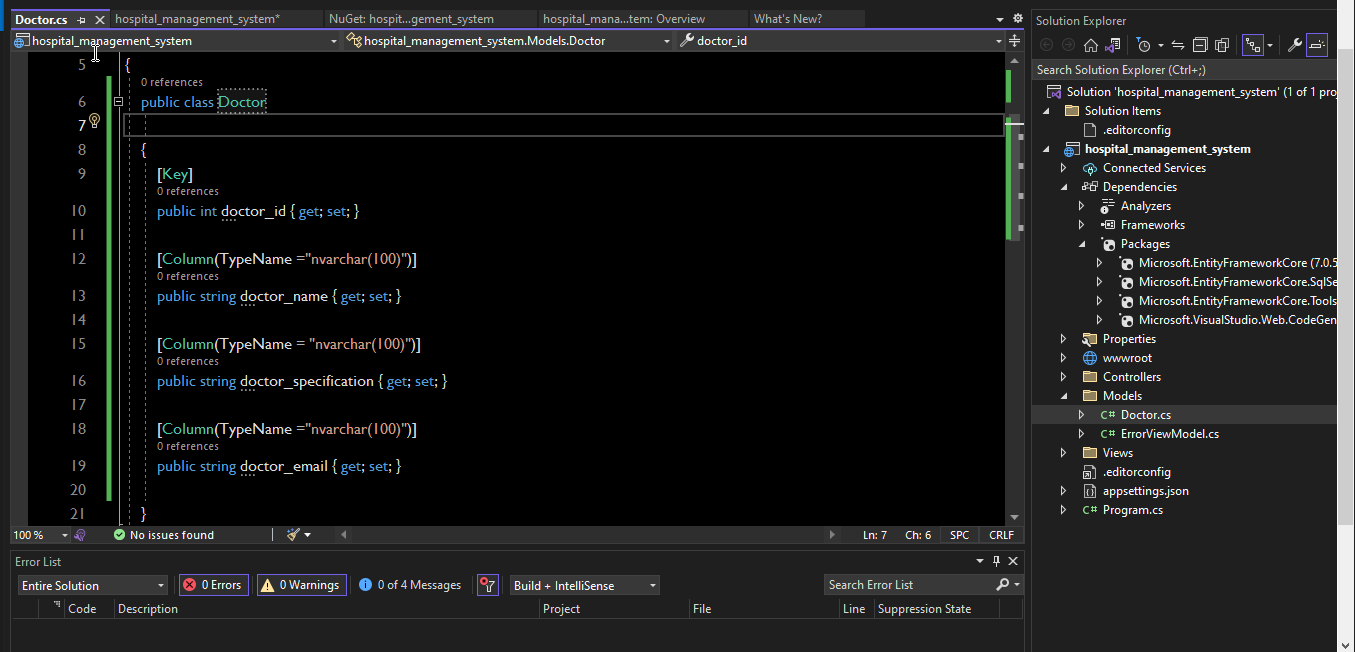 Doctor.cs
hospital_management_system*
NuGet: hospit...gement_system
hospital_mana...tem: Overview
What's New?
hospital_management_system
hospital_management_system.Models.Doctor
doctor_id
5 {
0 references
6 public class Doctor
7
8 {
9 [Key]
0 references
10 public int doctor_id { get; set; }
11
12 [Column(TypeName ="nvarchar(100)")]
0 references
13 public string doctor_name { get; set; }
14
15 [Column(TypeName = "nvarchar(100)")]
0 references
16 public string doctor_specification { get; set; }
17
18 [Column(TypeName ="nvarchar(100)")]
0 references
19 public string doctor_email { get; set; }
20
21 }
100 %
No issues found
Ln: 7 Ch: 6 SPC CRLF
Error List
Entire Solution
0 Errors
0 Warnings
0 of 4 Messages
Build + IntelliSense
Search Error List
Code Description Project File Line Suppression State
Solution Explorer
Search Solution Explorer (Ctrl+;)
Solution 'hospital_management_system' (1 of 1 proj
Solution Items
.editorconfig
hospital_management_system
Connected Services
Dependencies
Analyzers
Frameworks
Packages
Microsoft.EntityFrameworkCore (7.0.5
Microsoft.EntityFrameworkCore.SqlSe
Microsoft.EntityFrameworkCore.Tools
Microsoft.VisualStudio.Web.CodeGen
Properties
wwwroot
Controllers
Models
C# Doctor.cs
C# ErrorViewModel.cs
Views
.editorconfig
appsettings.json
C# Program.cs